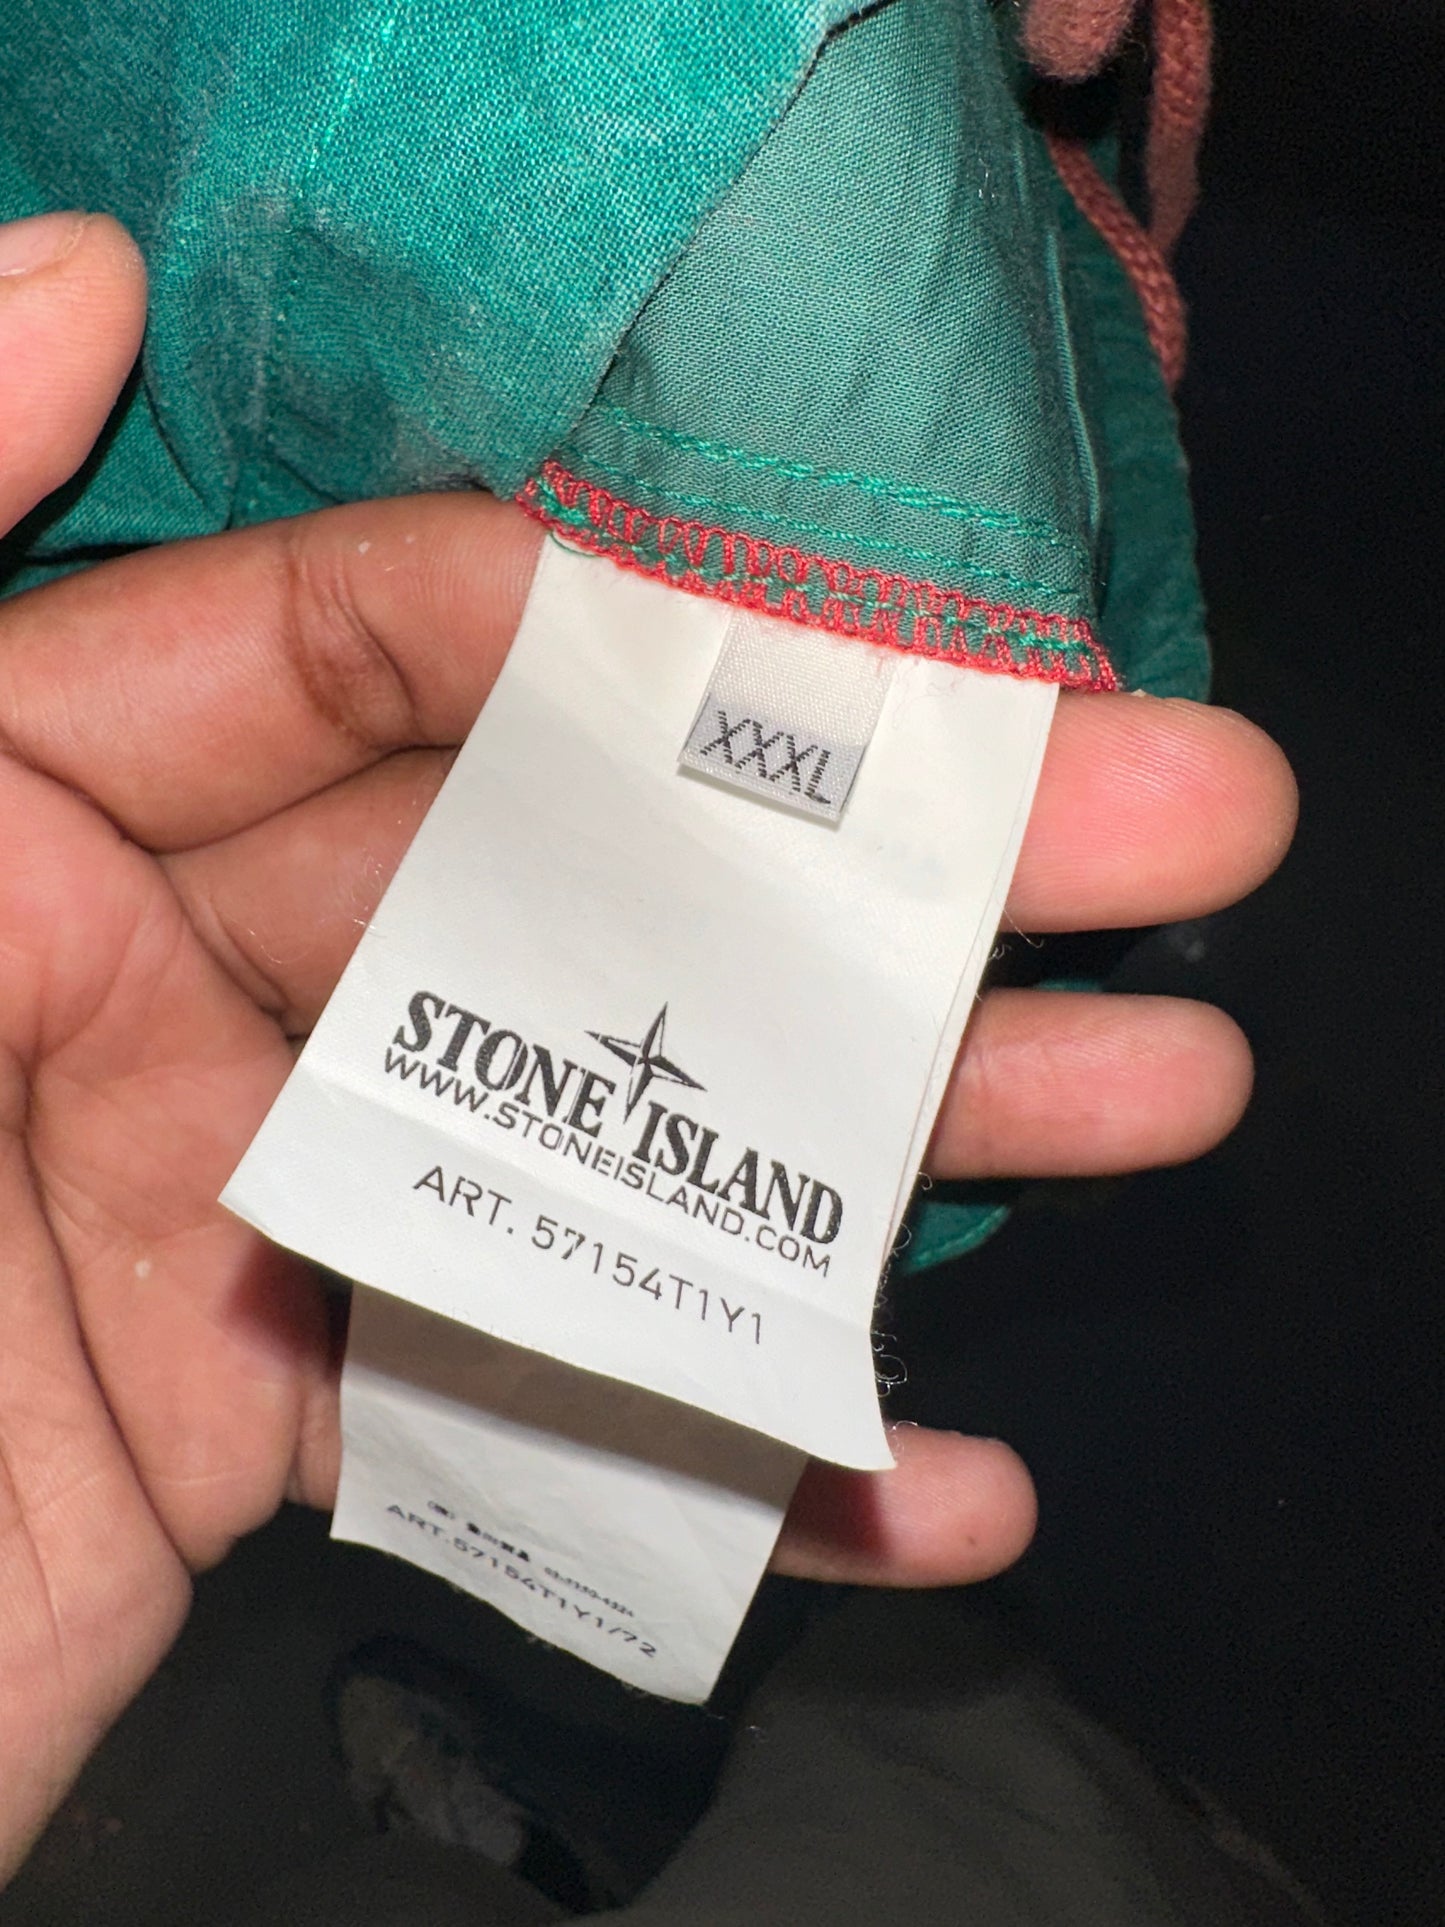 XXXL
STONE ISLAND
WWW.STONEISLAND.COM
ART. 57154T1Y1
ART.57154T1Y1/72